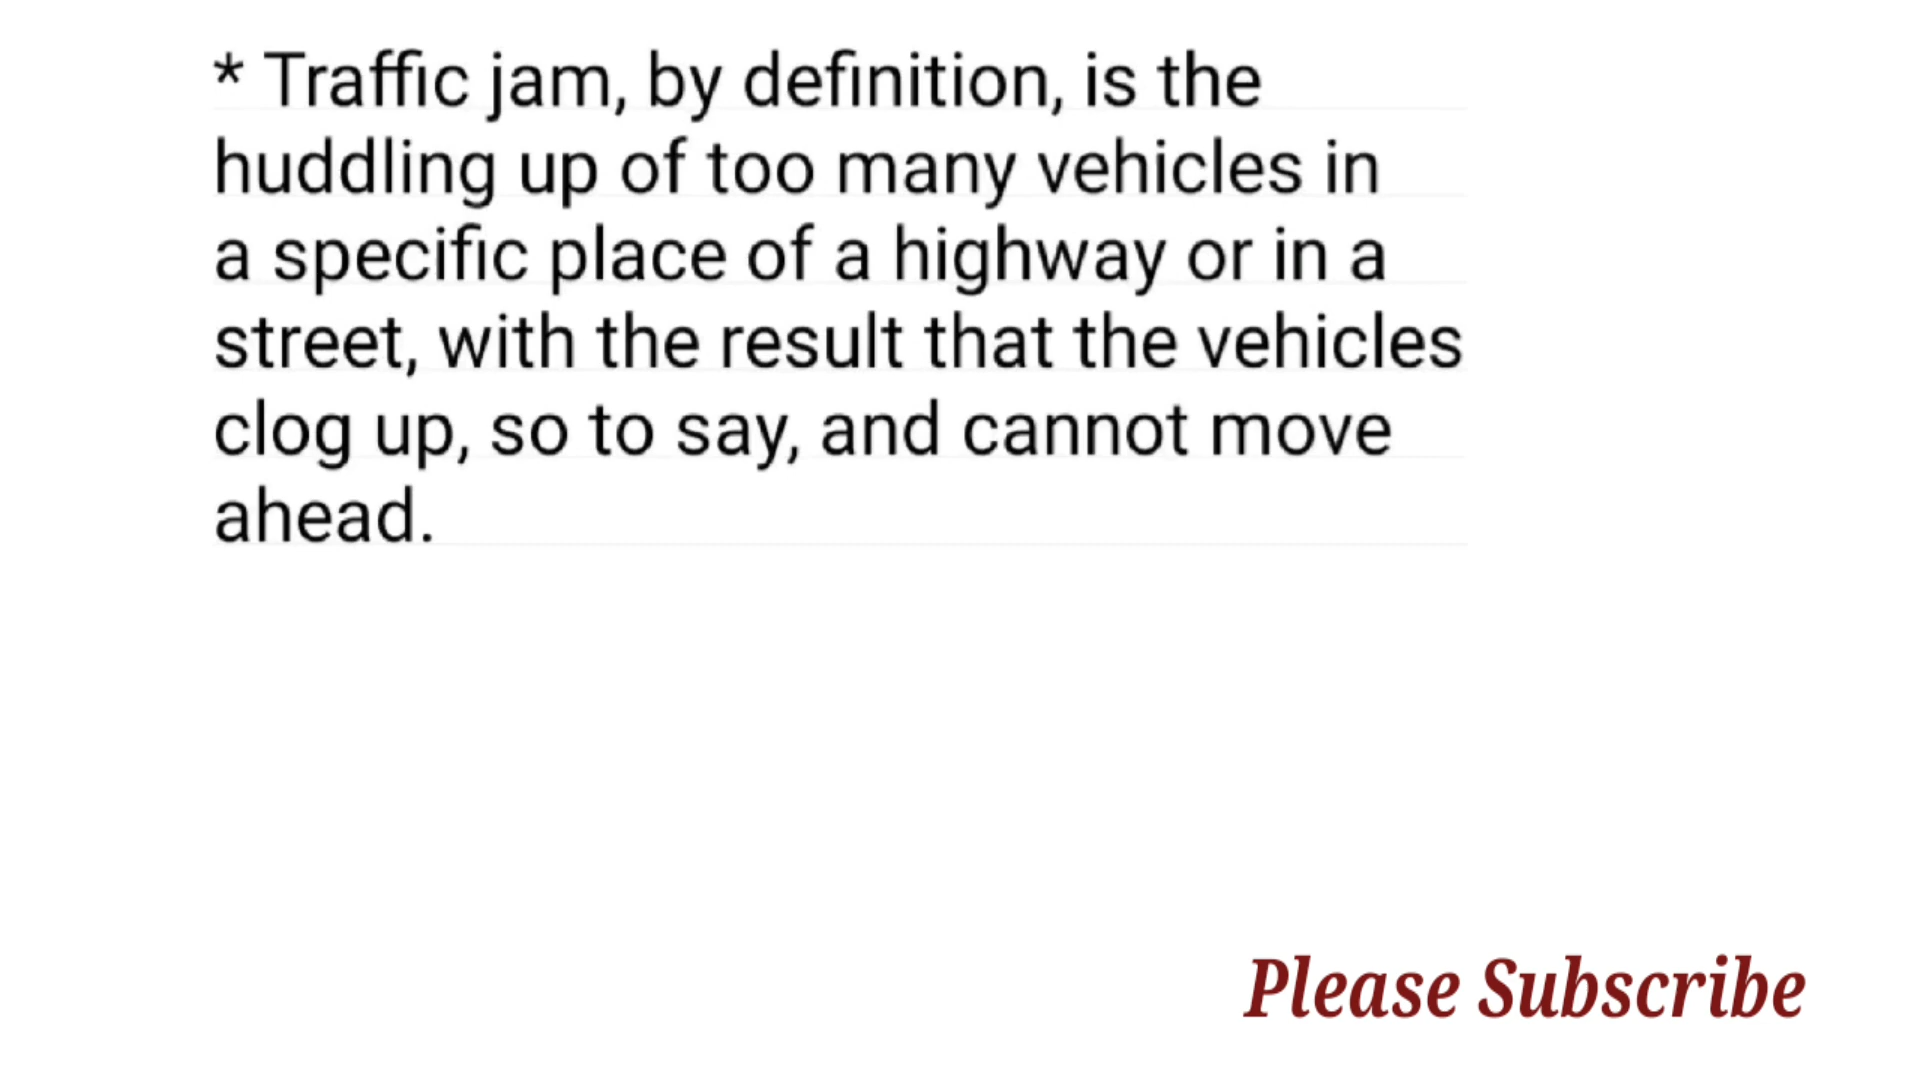 * Traffic jam, by definition, is the
huddling up of too many vehicles in
a specific place of a highway or in a
street, with the result that the vehicles
clog up, so to say, and cannot move
ahead.
Please Subscribe